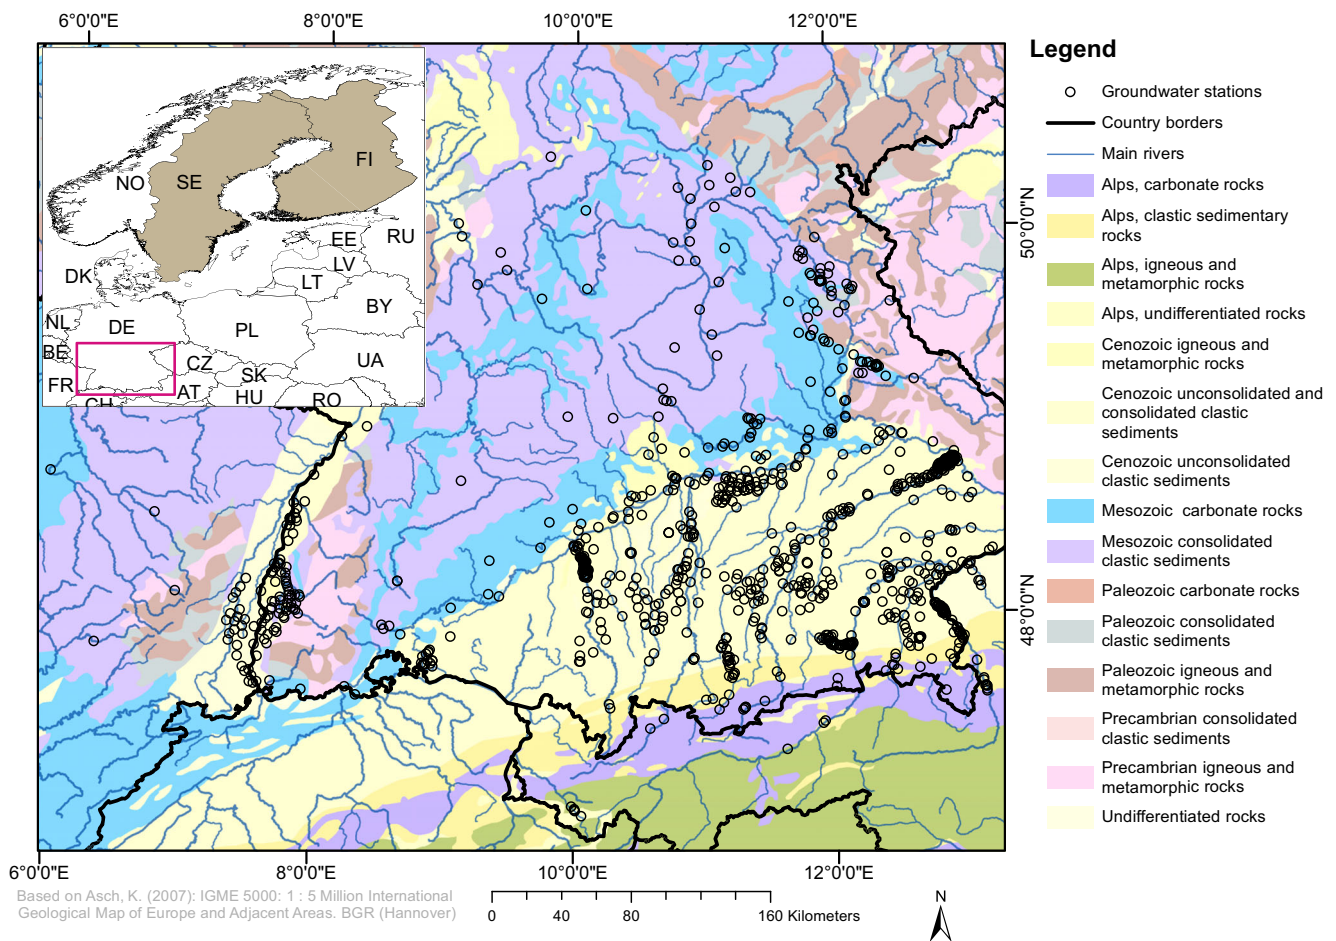 6°0'0"E
8°0'0"E
10°0'0"E
12°0'0"E
NO
SE
FI
EE
RU
LV
DK
LT
BY
NL
DE
PL
BE
CZ
UA
SK
FR
AT
HU
RO
CH
50°0'0"N
48°0'0"N
6°0'0"E
8°0'0"E
10°0'0"E
12°0'0"E
Legend
Groundwater stations
Country borders
Main rivers
Alps, carbonate rocks
Alps, clastic sedimentary
rocks
Alps, igneous and
metamorphic rocks
Alps, undifferentiated rocks
Cenozoic igneous and
metamorphic rocks
Cenozoic unconsolidated and
consolidated clastic
sediments
Cenozoic unconsolidated
clastic sediments
Mesozoic carbonate rocks
Mesozoic consolidated
clastic sediments
Paleozoic carbonate rocks
Paleozoic consolidated
clastic sediments
Paleozoic igneous and
metamorphic rocks
Precambrian consolidated
clastic sediments
Precambrian igneous and
metamorphic rocks
Undifferentiated rocks
Based on Asch, K. (2007): IGME 5000: 1 : 5 Million International
Geological Map of Europe and Adjacent Areas. BGR (Hannover)
0 40 80 160 Kilometers
N